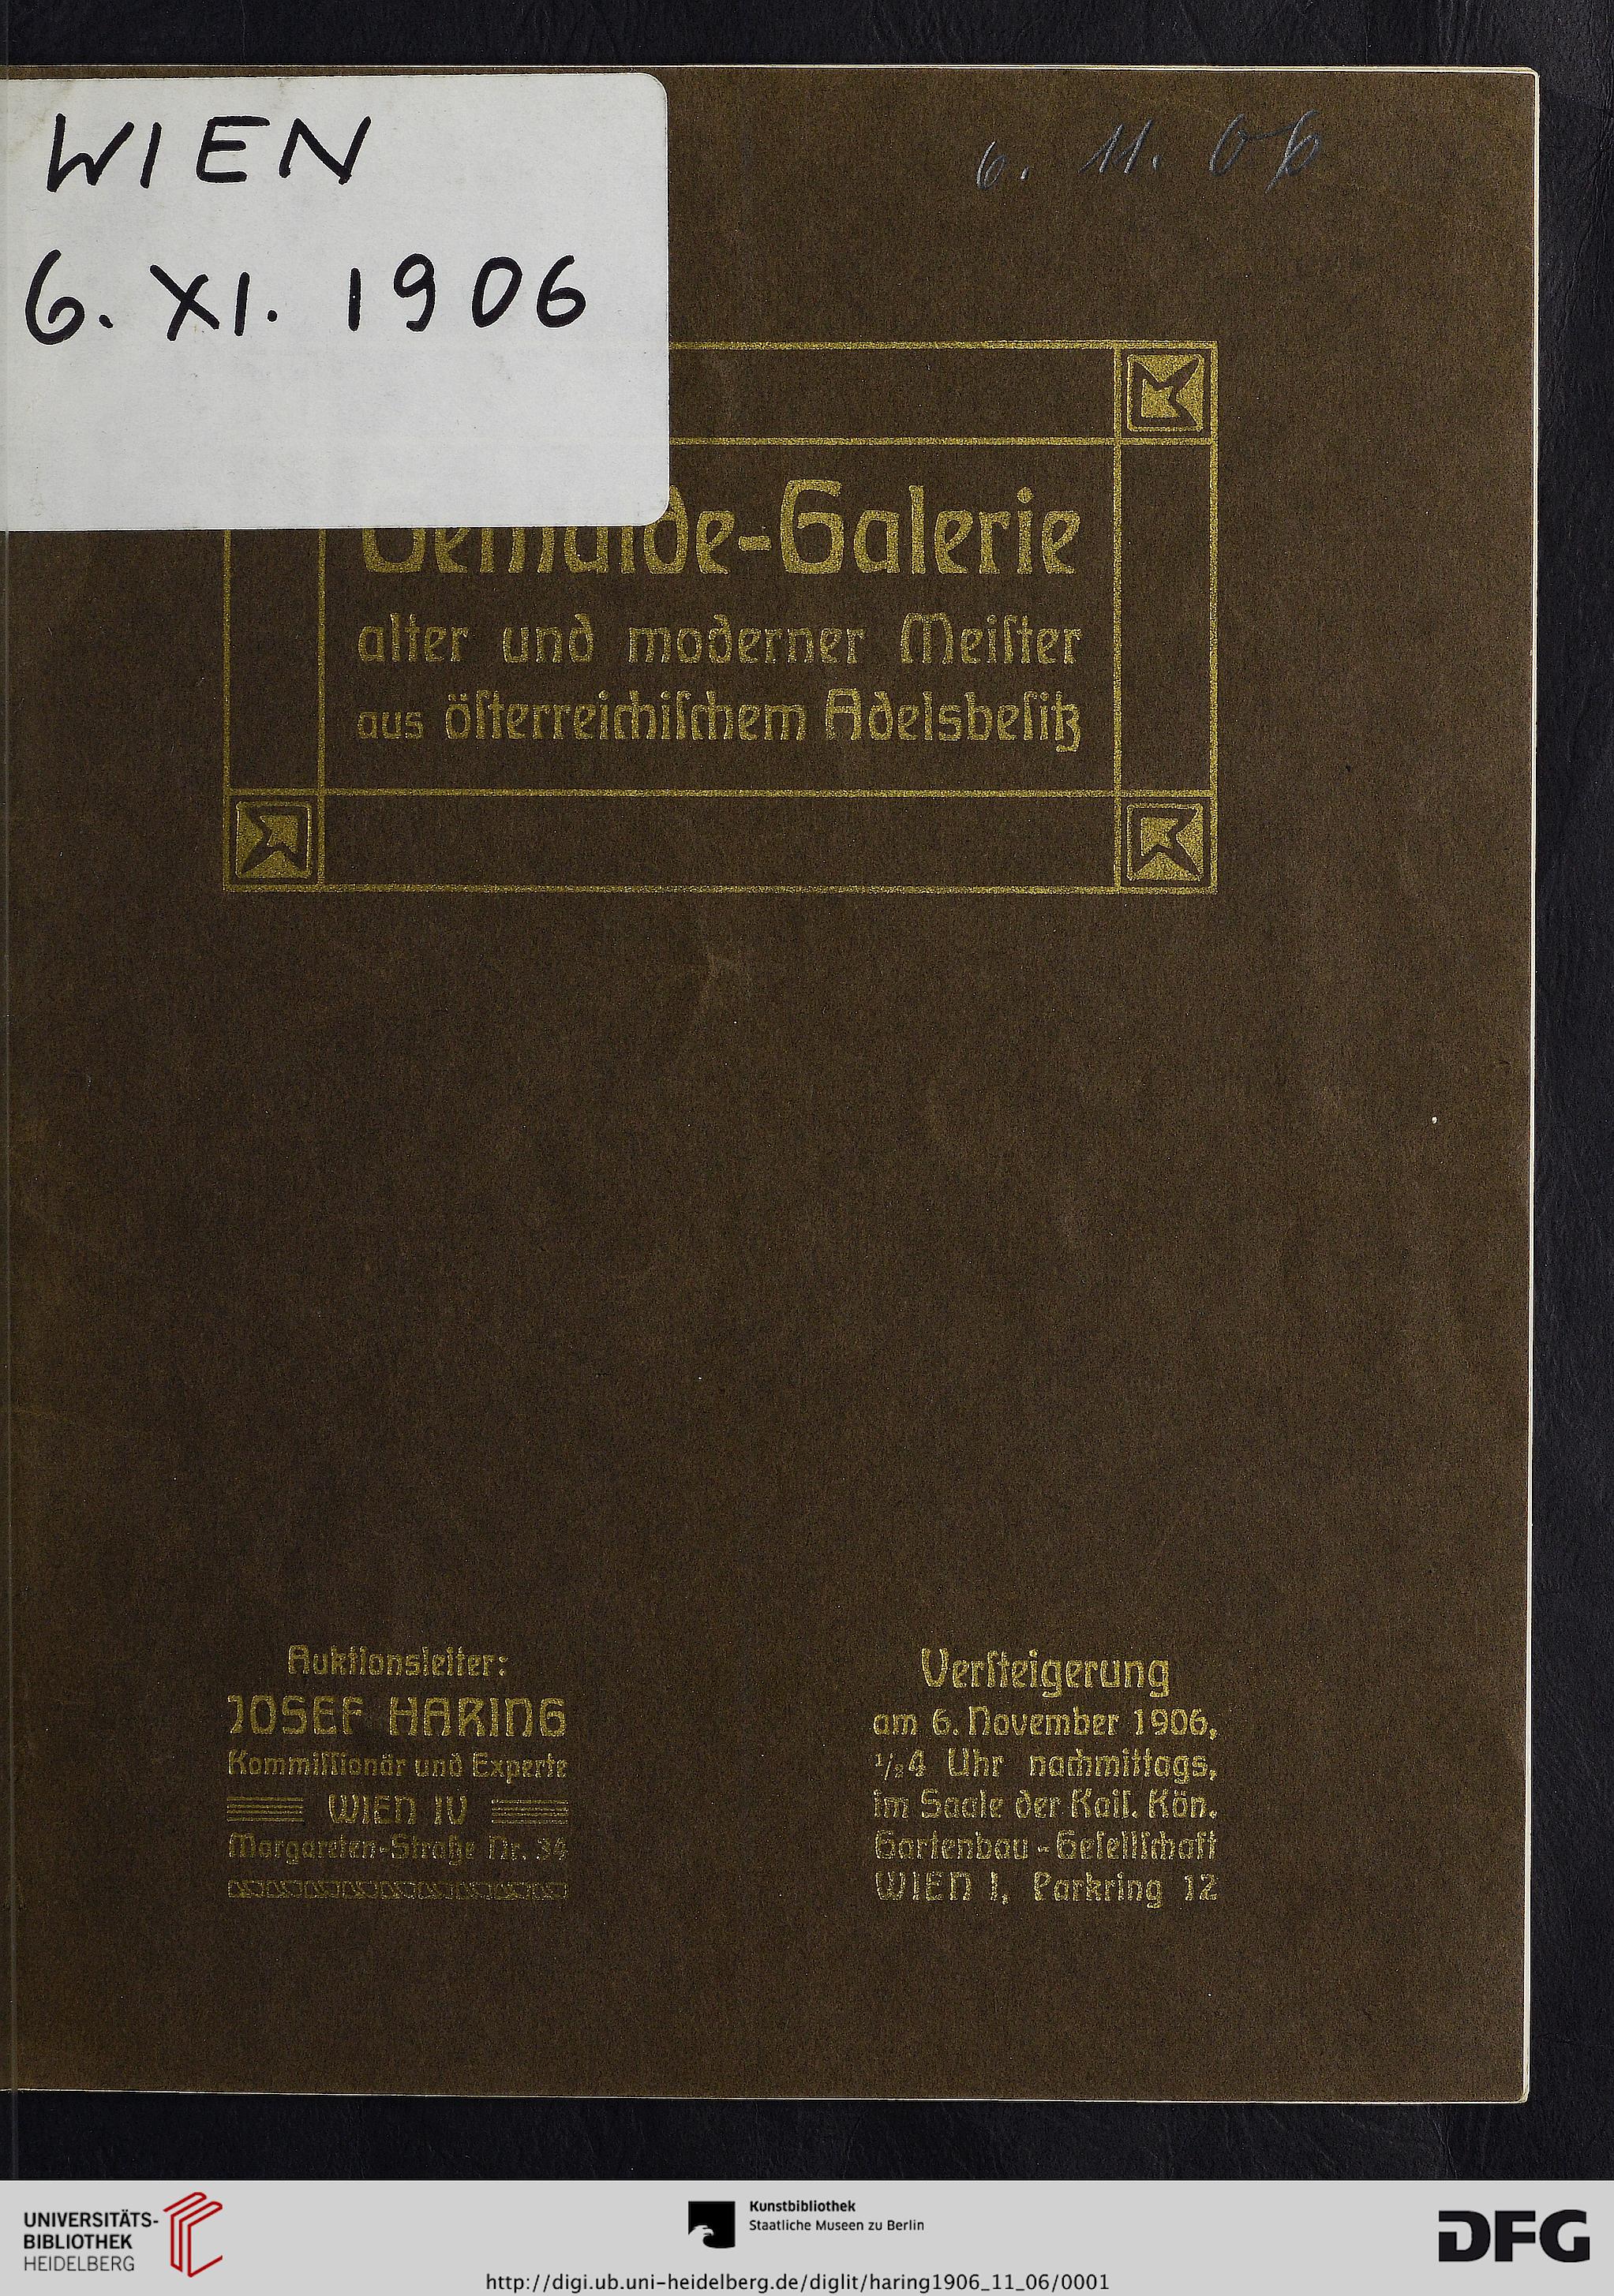 WIEN
6. XI. 1906
6. 11. 06
Gemälde-Galerie
alter und moderner Meiſter
aus öſterreichiſchem Adelsbeſitz
Auktionsleiter:
JOSEF HARING
Kommiſſionär und Experte
WIEN IV
Margareten-Straße Nr. 34
Verſteigerung
am 6. November 1906,
1/24 Uhr nachmittags,
im Saale der Kaiſ. Kön.
Gartenbau-Geſellſchaft
WIEN I, Parkring 12
UNIVERSITÄTS-
BIBLIOTHEK
HEIDELBERG
Kunstbibliothek
Staatliche Museen zu Berlin
DFG
http://digi.ub.uni-heidelberg.de/diglit/haring1906_11_06/0001